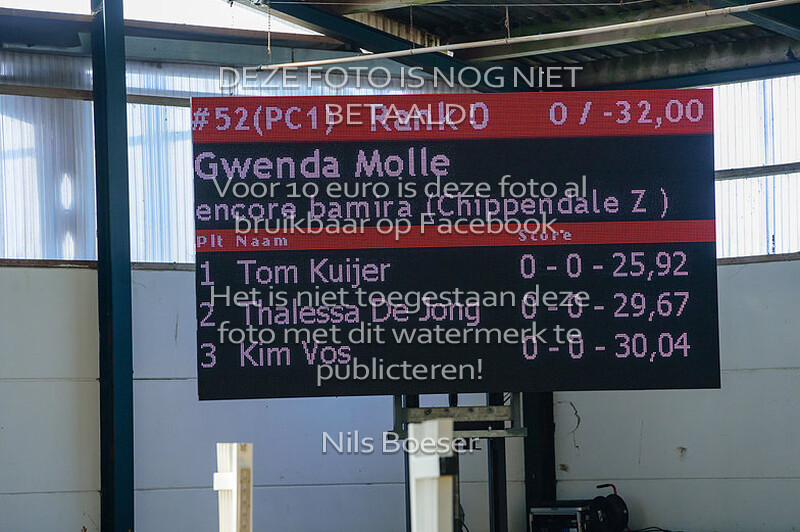 DEZE FOTO IS NOG NIET
BETAALD!
#52(PC1) Rank 0 0 / -32,00
Gwenda Molle
Voor 10 euro is deze foto al
encore bamira (Chippendale Z )
bruikbaar op Facebook
Plt Naam Score
1 Tom Kuijer 0 - 0 - 25,92
Het is niet toegestaan deze
2 Thalessa De Jong 0 - 0 - 29,67
foto met dit watermerk te
3 Kim Vos 0 - 0 - 30,04
publiceren!
Nils Boeser